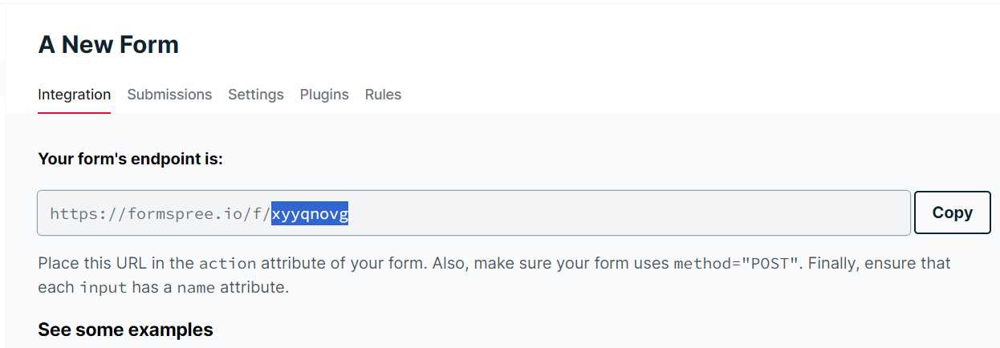 A New Form
Integration Submissions Settings Plugins Rules
Your form's endpoint is:
https://formspree.io/f/xyyqnovg Copy
Place this URL in the action attribute of your form. Also, make sure your form uses method="POST". Finally, ensure that
each input has a name attribute.
See some examples